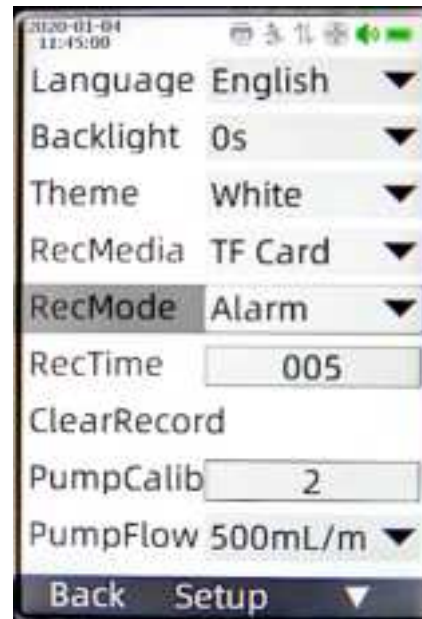 2020-01-04
11:45:00
Language English
Backlight 0s
Theme White
RecMedia TF Card
RecMode Alarm
RecTime 005
ClearRecord
PumpCalib 2
PumpFlow 500mL/m
Back Setup